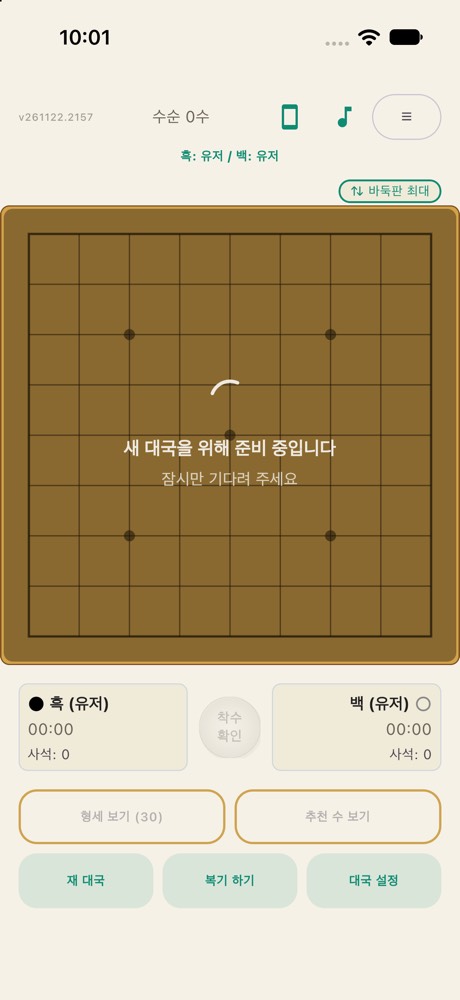 10:01
v261122.2157
수순 0수
흑: 유저 / 백: 유저
바둑판 최대
새 대국을 위해 준비 중입니다
잠시만 기다려 주세요
흑 (유저)
00:00
사석: 0
착수
확인
백 (유저)
00:00
사석: 0
형세 보기 (30)
추천 수 보기
재 대국
복기 하기
대국 설정